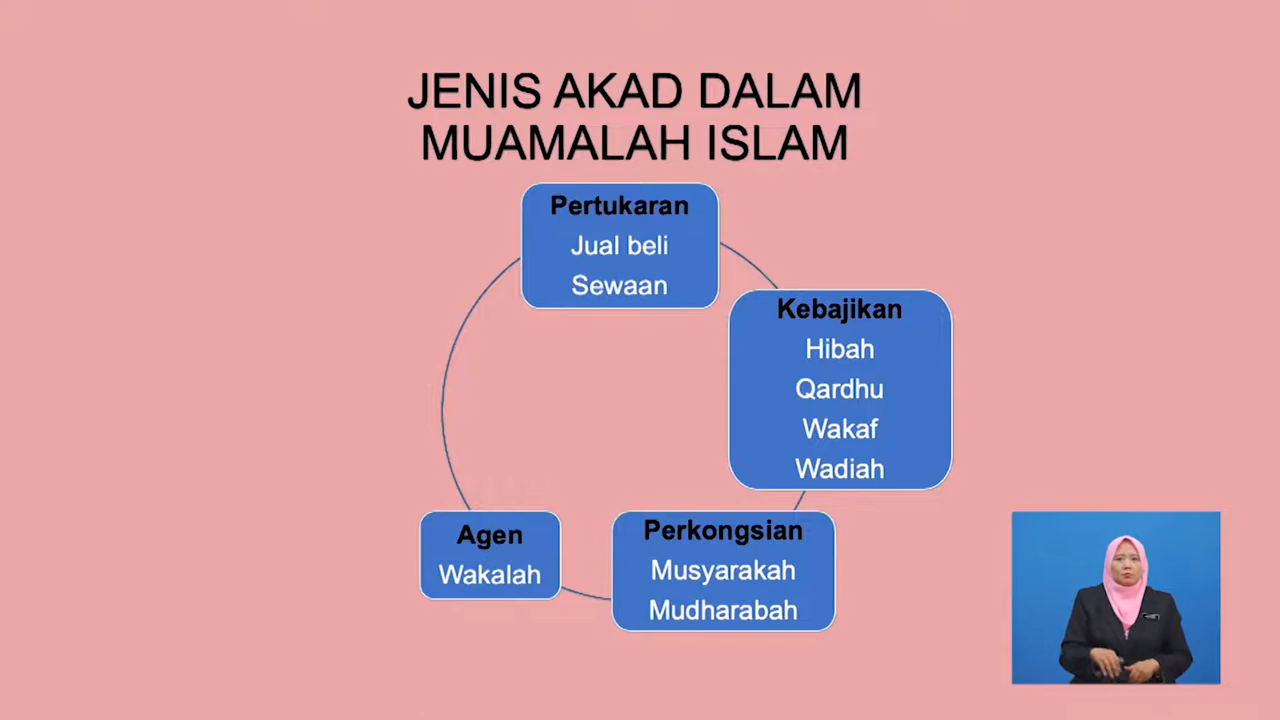 JENIS AKAD DALAM
MUAMALAH ISLAM
Pertukaran
Jual beli
Sewaan
Kebajikan
Hibah
Qardhu
Wakaf
Wadiah
Perkongsian
Musyarakah
Mudharabah
Agen
Wakalah